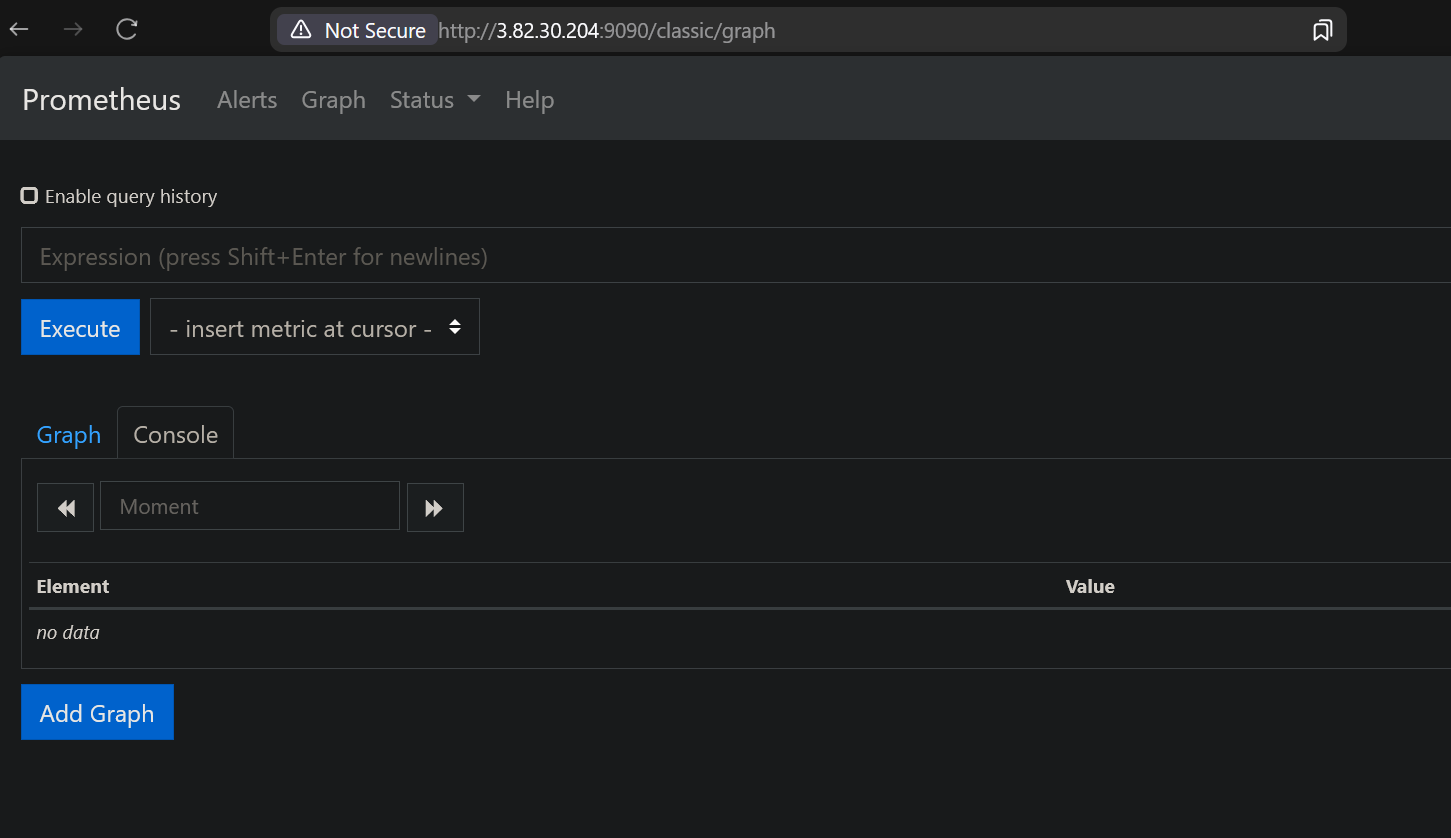 Not Secure http://3.82.30.204:9090/classic/graph
Prometheus Alerts Graph Status Help
Enable query history
Expression (press Shift+Enter for newlines)
Execute - insert metric at cursor -
Graph Console
Moment
Element Value
no data
Add Graph